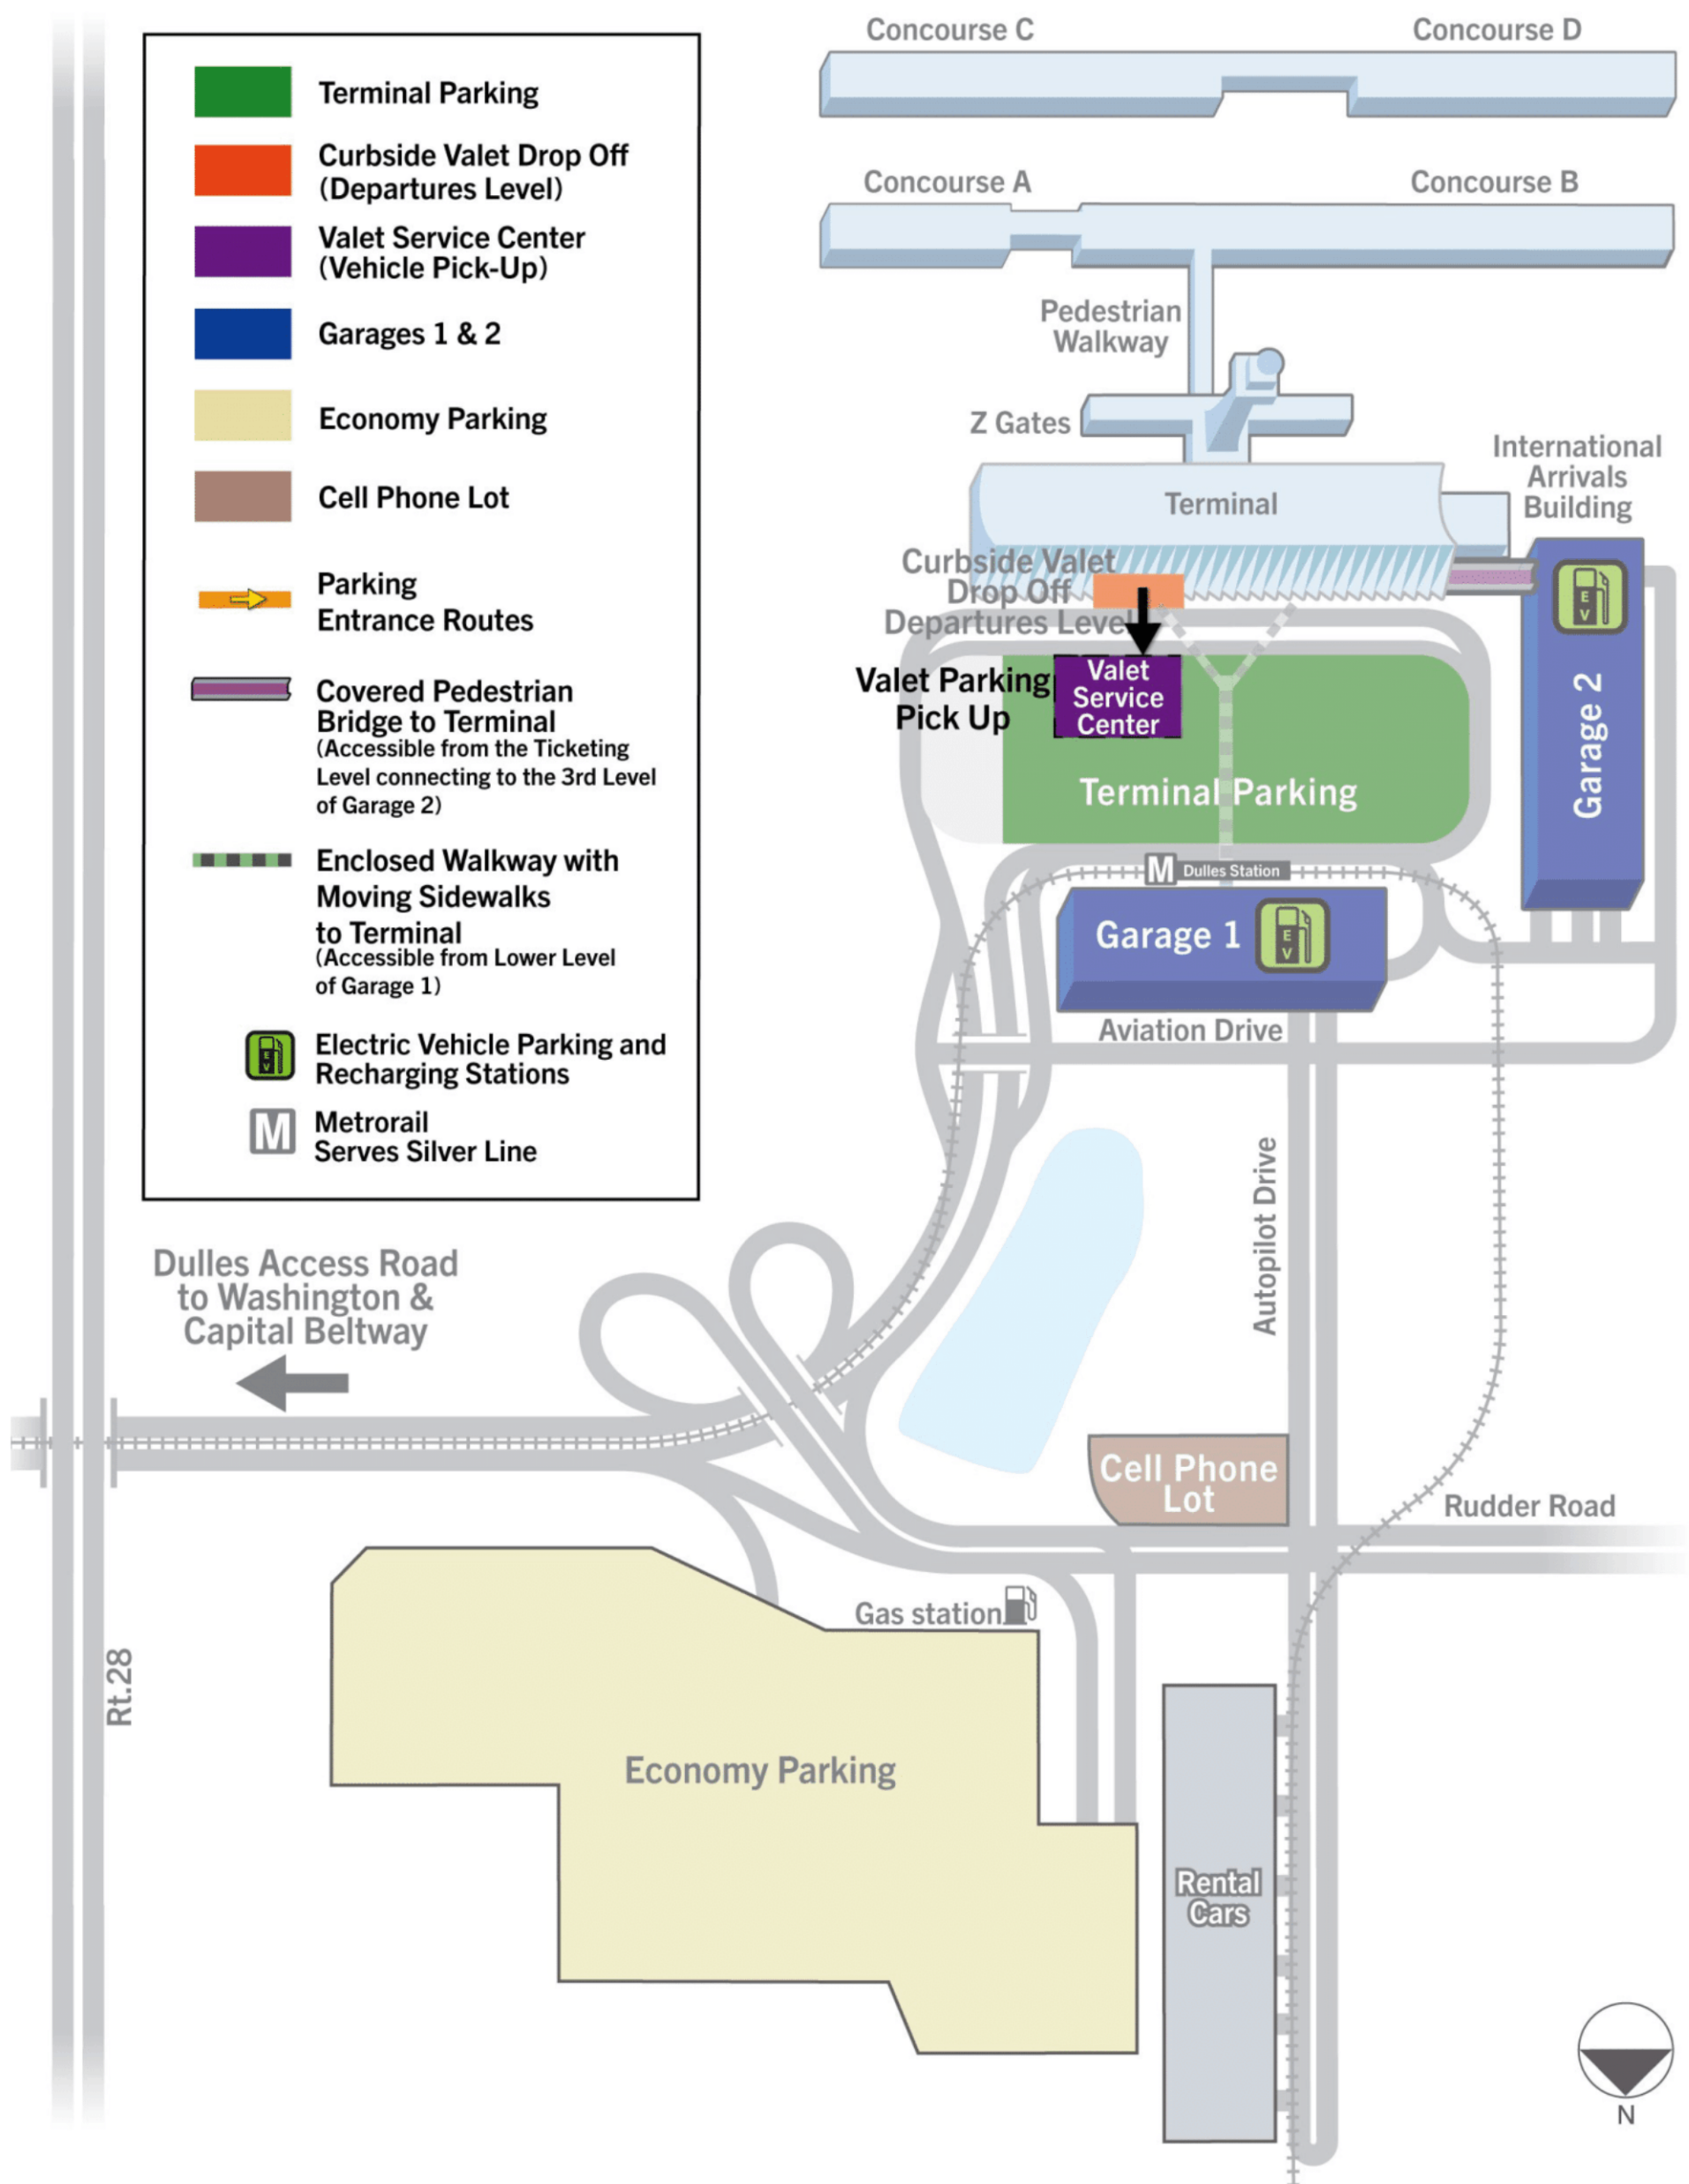 Terminal Parking
Curbside Valet Drop Off
(Departures Level)
Valet Service Center
(Vehicle Pick-Up)
Garages 1 & 2
Economy Parking
Cell Phone Lot
Parking
Entrance Routes
Covered Pedestrian
Bridge to Terminal
(Accessible from the Ticketing
Level connecting to the 3rd Level
of Garage 2)
Enclosed Walkway with
Moving Sidewalks
to Terminal
(Accessible from Lower Level
of Garage 1)
E
V
Electric Vehicle Parking and
Recharging Stations
M
Metrorail
Serves Silver Line
Concourse C
Concourse D
Concourse A
Concourse B
Pedestrian
Walkway
Z Gates
International
Arrivals
Building
Terminal
Curbside Valet
Drop Off
Departures Level
E
V
Valet Parking
Pick Up
Valet
Service
Center
Garage 2
Terminal Parking
M
Dulles Station
Garage 1
E
V
Aviation Drive
Autopilot Drive
Dulles Access Road
to Washington &
Capital Beltway
Cell Phone
Lot
Rudder Road
Gas station
Rt.28
Economy Parking
Rental
Cars
N